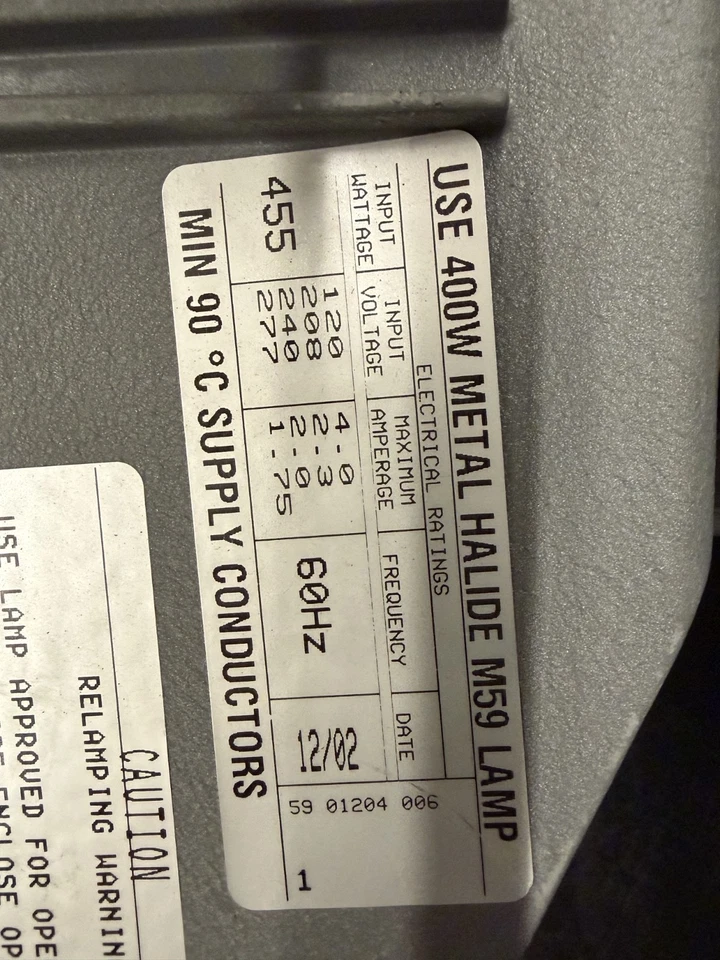 USE 400W METAL HALIDE M59 LAMP
ELECTRICAL RATINGS
INPUT WATTAGE
INPUT VOLTAGE
MAXIMUM AMPERAGE
FREQUENCY
DATE
59 01204 006
455
120
208
240
277
4.0
2.3
2.0
1.75
60Hz
12/02
1
MIN 90 °C SUPPLY CONDUCTORS
CAUTION
RELAMPING WARNIN
USE LAMP APPROVED FOR OPE
ENCLOSE OP